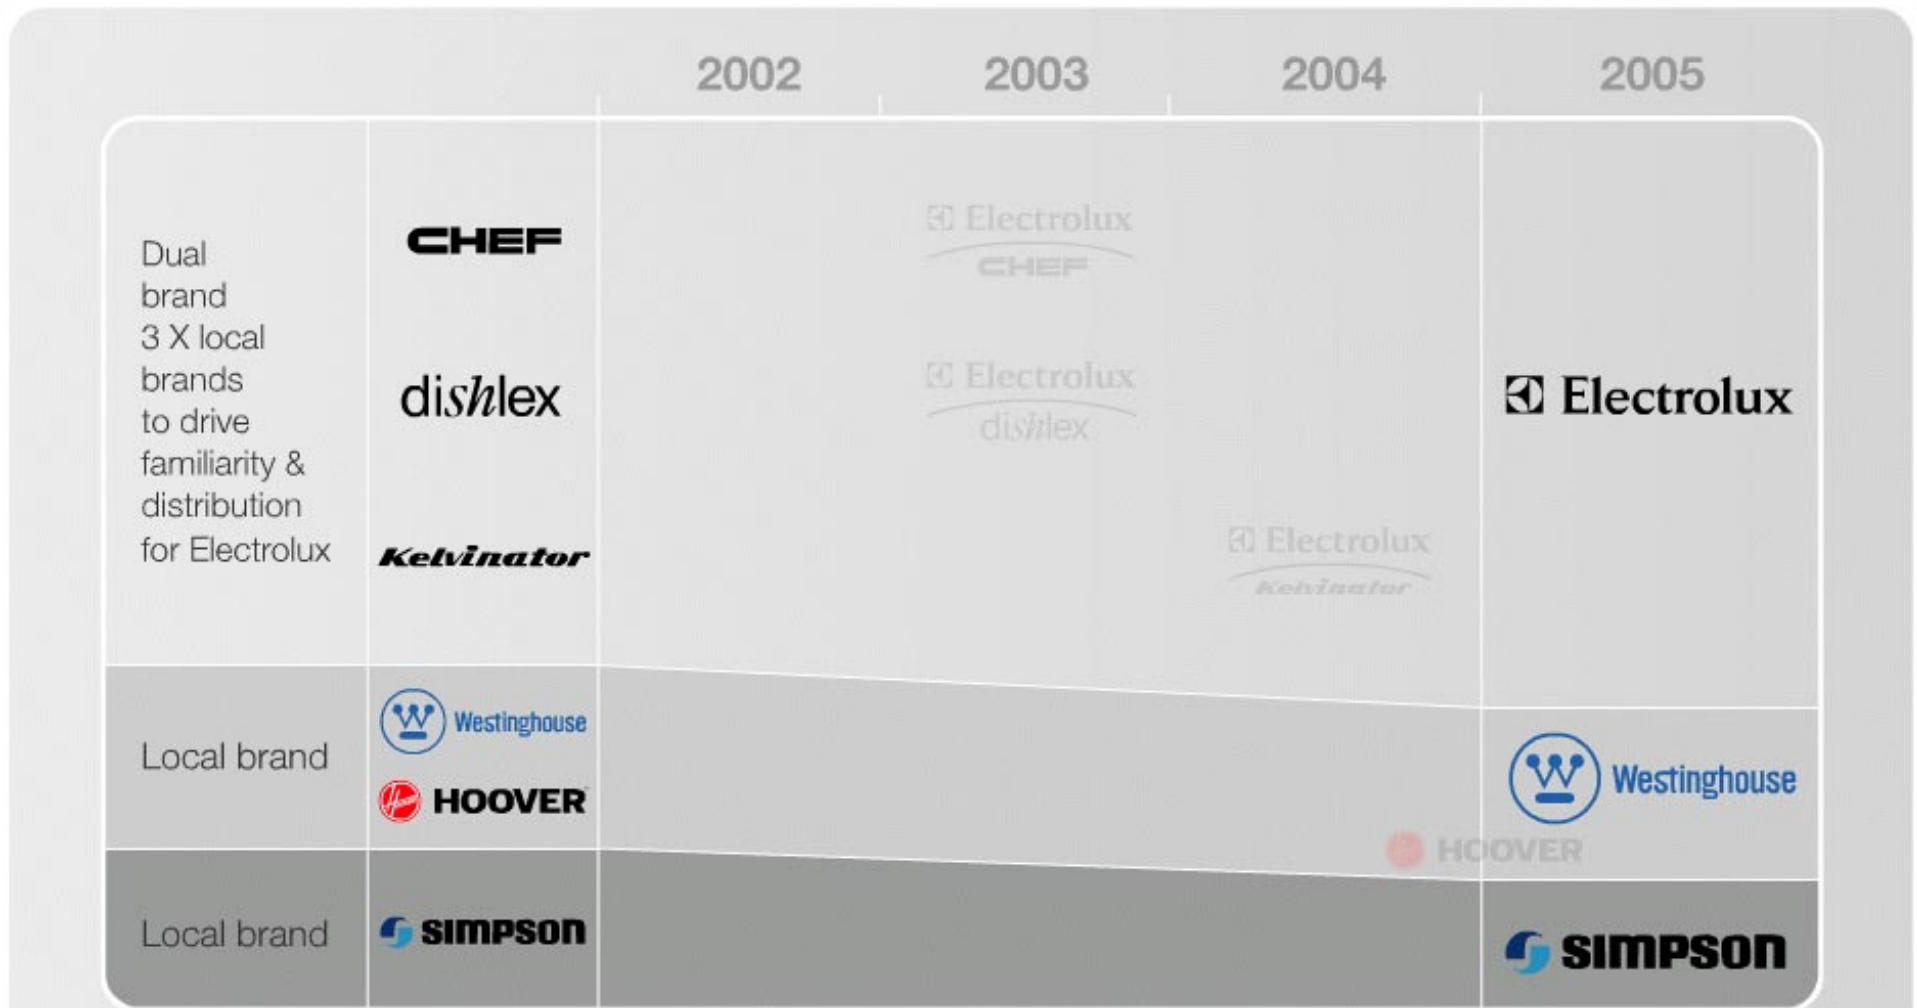 2002 2003 2004 2005
Dual
brand
3 X local
brands
to drive
familiarity &
distribution
for Electrolux
CHEF
dishlex
Kelvinator
Electrolux
CHEF
Electrolux
dishlex
Electrolux
Kelvinator
Electrolux
Local brand
Westinghouse
HOOVER
Westinghouse
HOOVER
Local brand
SIMPSON
SIMPSON